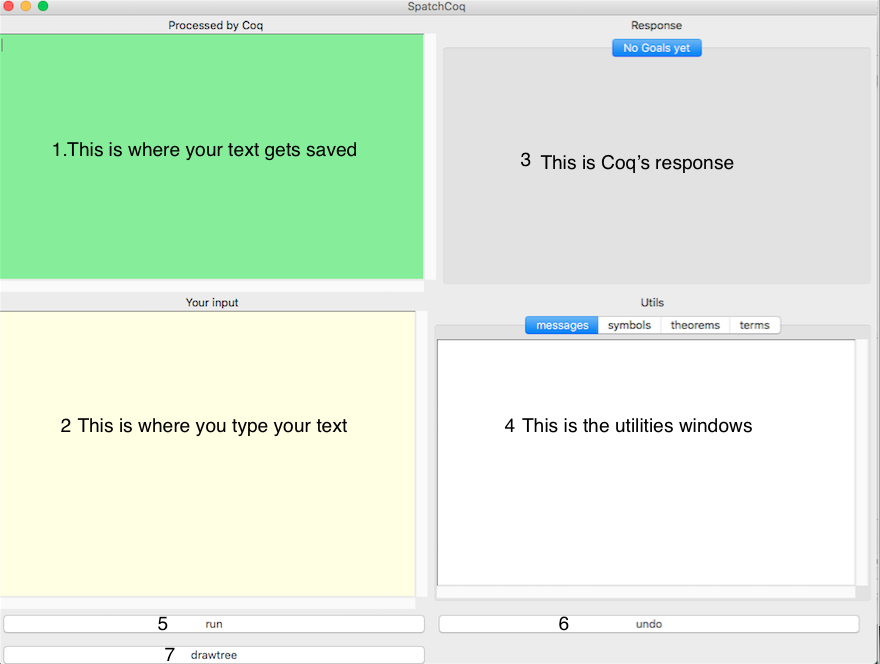 SpatchCoq
Processed by Coq
Response
No Goals yet
1.This is where your text gets saved
3 This is Coq’s response
Your input
Utils
messages symbols theorems terms
2 This is where you type your text
4 This is the utilities windows
5 run
6 undo
7 drawtree